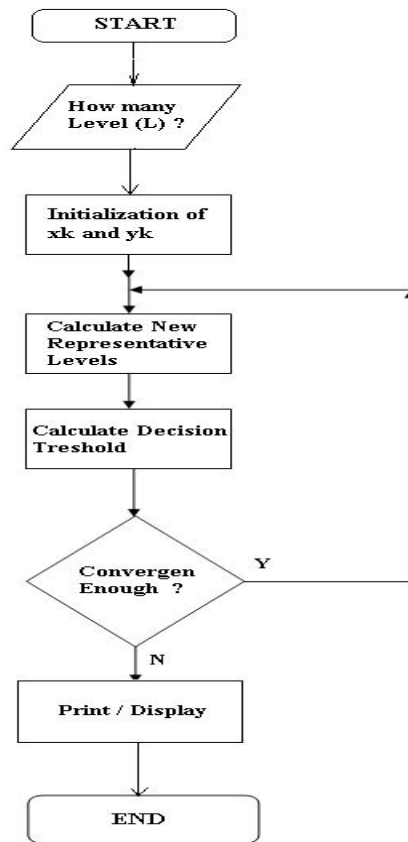 START
How many
Level (L) ?
Initialization of
xk and yk
Calculate New
Representative
Levels
Calculate Decision
Treshold
Convergen
Enough ?
Y
N
Print / Display
END